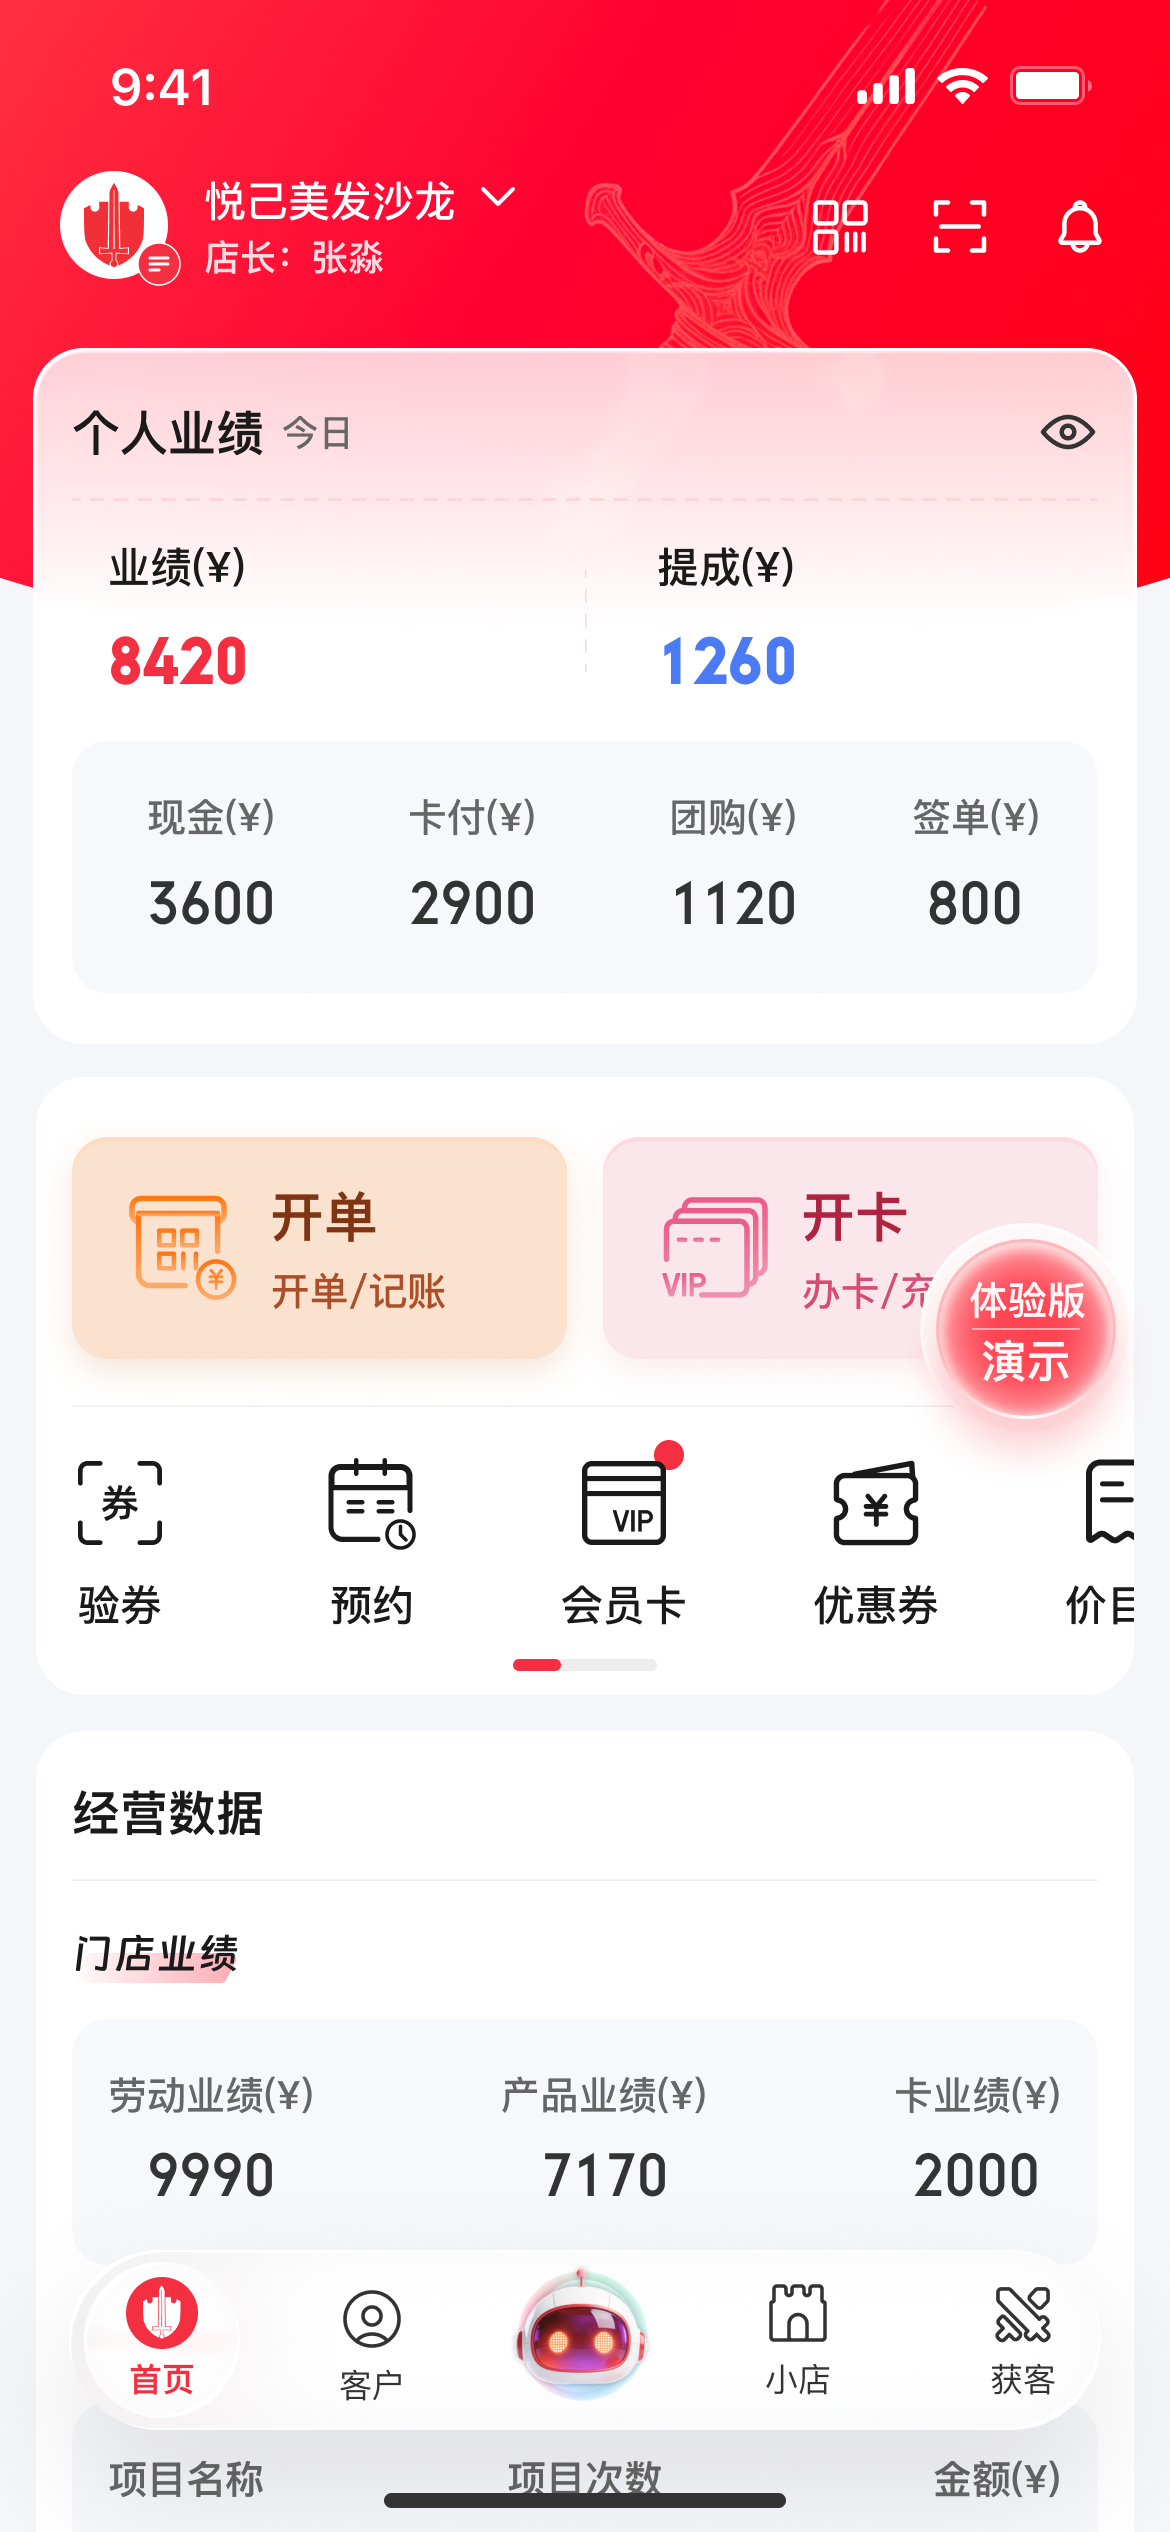 9:41
悦己美发沙龙
店长：张淼
个人业绩 今日
业绩(¥) 提成(¥)
8420 1260
现金(¥) 卡付(¥) 团购(¥) 签单(¥)
3600 2900 1120 800
开单 开卡
开单/记账 办卡/充
体验版
演示
券 VIP ¥
VIP ¥
验券 预约 会员卡 优惠券 价目
经营数据
门店业绩
劳动业绩(¥) 产品业绩(¥) 卡业绩(¥)
9990 7170 2000
首页 客户 小店 获客
项目名称 项目次数 金额(¥)